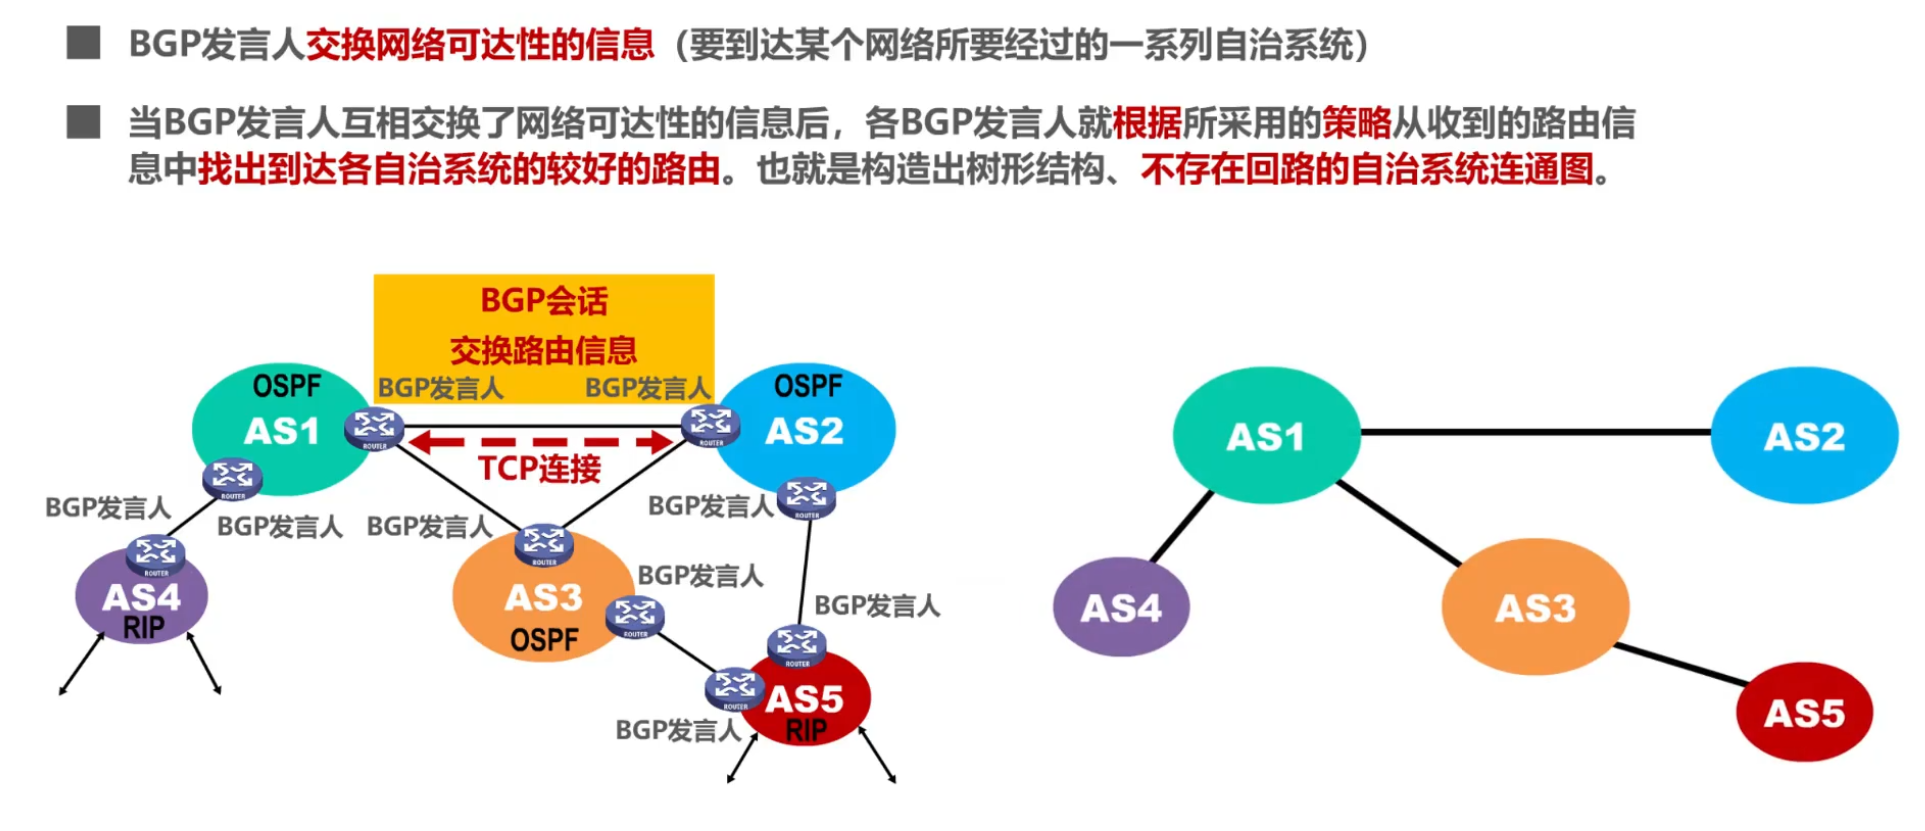 BGP发言人交换网络可达性的信息（要到达某个网络所要经过的一系列自治系统）
当BGP发言人互相交换了网络可达性的信息后，各BGP发言人就根据所采用的策略从收到的路由信
息中找出到达各自治系统的较好的路由。也就是构造出树形结构、不存在回路的自治系统连通图。
BGP会话
交换路由信息
BGP发言人 BGP发言人
OSPF
AS1
ROUTER
ROUTER
OSPF
AS2
ROUTER
TCP连接
BGP发言人
BGP发言人
BGP发言人
BGP发言人
ROUTER
ROUTER
ROUTER
AS4
RIP
AS3
OSPF
BGP发言人
ROUTER
BGP发言人
ROUTER
ROUTER
AS5
RIP
BGP发言人
AS1
AS2
AS4
AS3
AS5